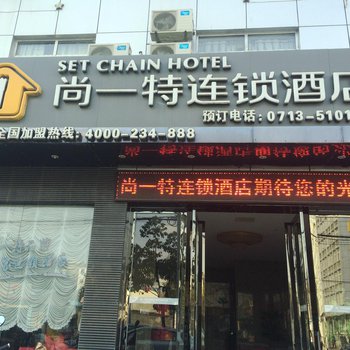 SET CHAIN HOTEL
尚一特连锁酒店
预订电话:0713-5101
全国加盟热线:4000-234-888
尚一特连锁酒店期待您的光